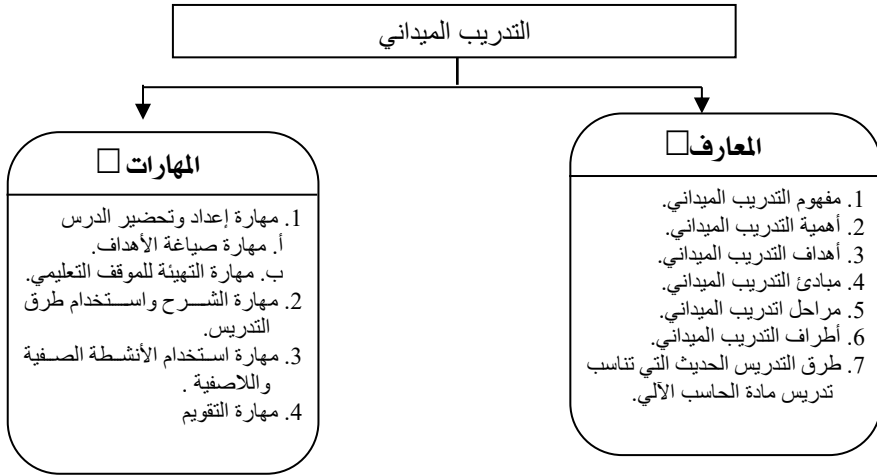 التدريب الميداني
المعارف
1. مفهوم التدريب الميداني.
2. أهمية التدريب الميداني.
3. أهداف التدريب الميداني.
4. مبادئ التدريب الميداني.
5. مراحل اتدريب الميداني.
6. أطراف التدريب الميداني.
7. طرق التدريس الحديث التي تناسب
تدريس مادة الحاسب الآلي.
المهارات
1. مهارة إعداد وتحضير الدرس
أ. مهارة صياغة الأهداف.
ب. مهارة التهيئة للموقف التعليمي.
2. مهارة الشرح واستخدام طرق
التدريس.
3. مهارة استخدام الأنشطة الصفية
واللاصفية .
4. مهارة التقويم